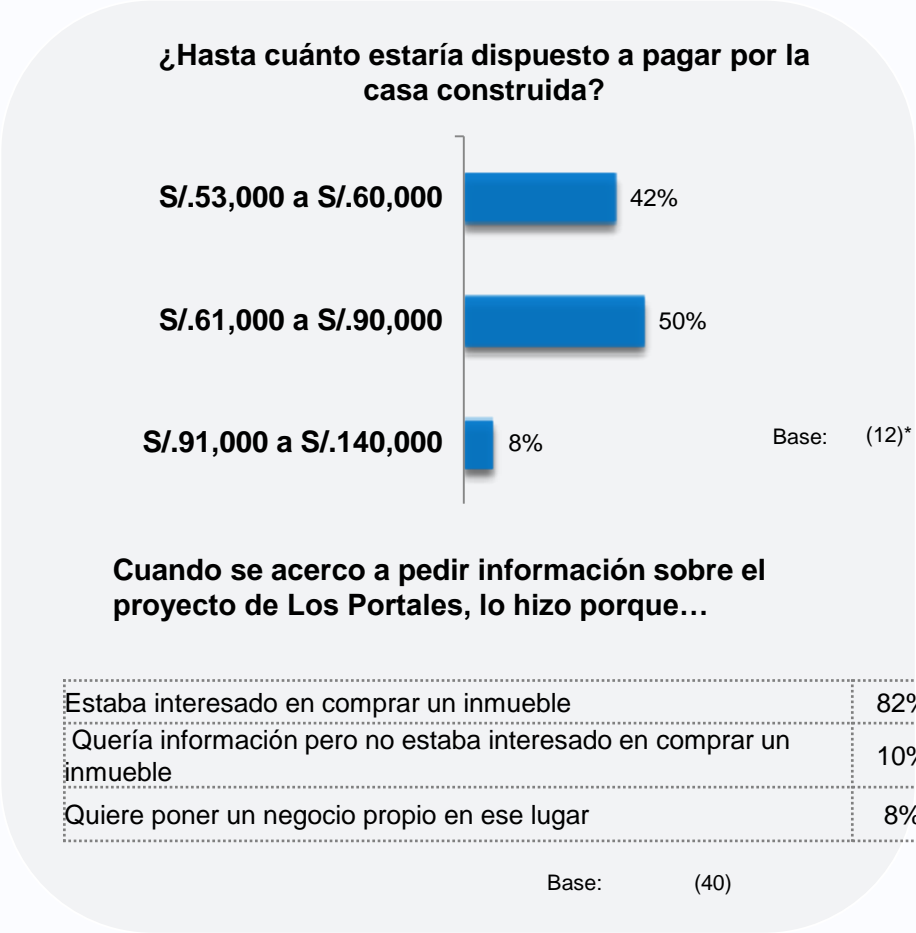 ¿Hasta cuánto estaría dispuesto a pagar por la
casa construida?
S/.53,000 a S/.60,000 42%
S/.61,000 a S/.90,000 50%
S/.91,000 a S/.140,000 8%
Base: (12)*
Cuando se acerco a pedir información sobre el
proyecto de Los Portales, lo hizo porque…
Estaba interesado en comprar un inmueble 82%
Quería información pero no estaba interesado en comprar un
inmueble 10%
Quiere poner un negocio propio en ese lugar 8%
Base: (40)